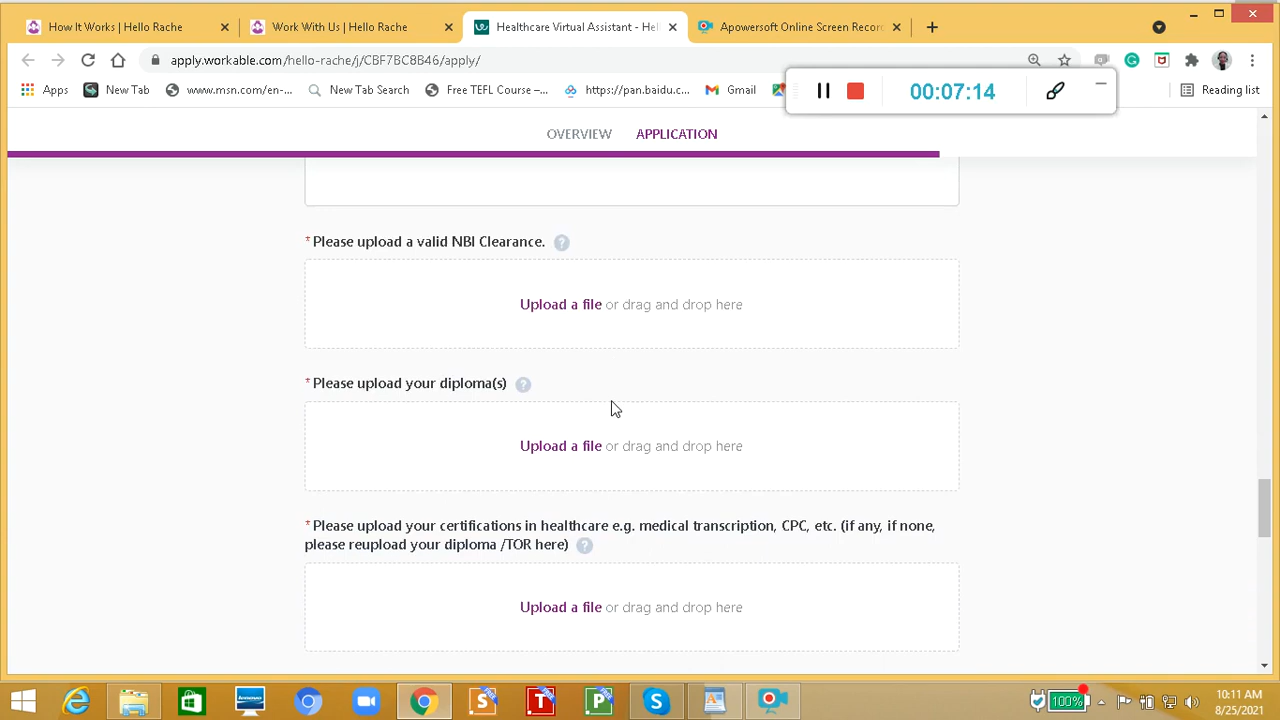 How It Works | Hello Rache
Work With Us | Hello Rache
Healthcare Virtual Assistant - Hel
Apowersoft Online Screen Recor
apply.workable.com/hello-rache/j/CBF7BC8B46/apply/
Apps
New Tab
www.msn.com/en-...
New Tab Search
Free TEFL Course –...
https://pan.baidu.c...
Gmail
00:07:14
Reading list
OVERVIEW
APPLICATION
*Please upload a valid NBI Clearance. ?
Upload a file or drag and drop here
*Please upload your diploma(s) ?
Upload a file or drag and drop here
*Please upload your certifications in healthcare e.g. medical transcription, CPC, etc. (if any, if none,
please reupload your diploma /TOR here) ?
Upload a file or drag and drop here
lenovo
S
T
P
S
100%
10:11 AM
8/25/2021